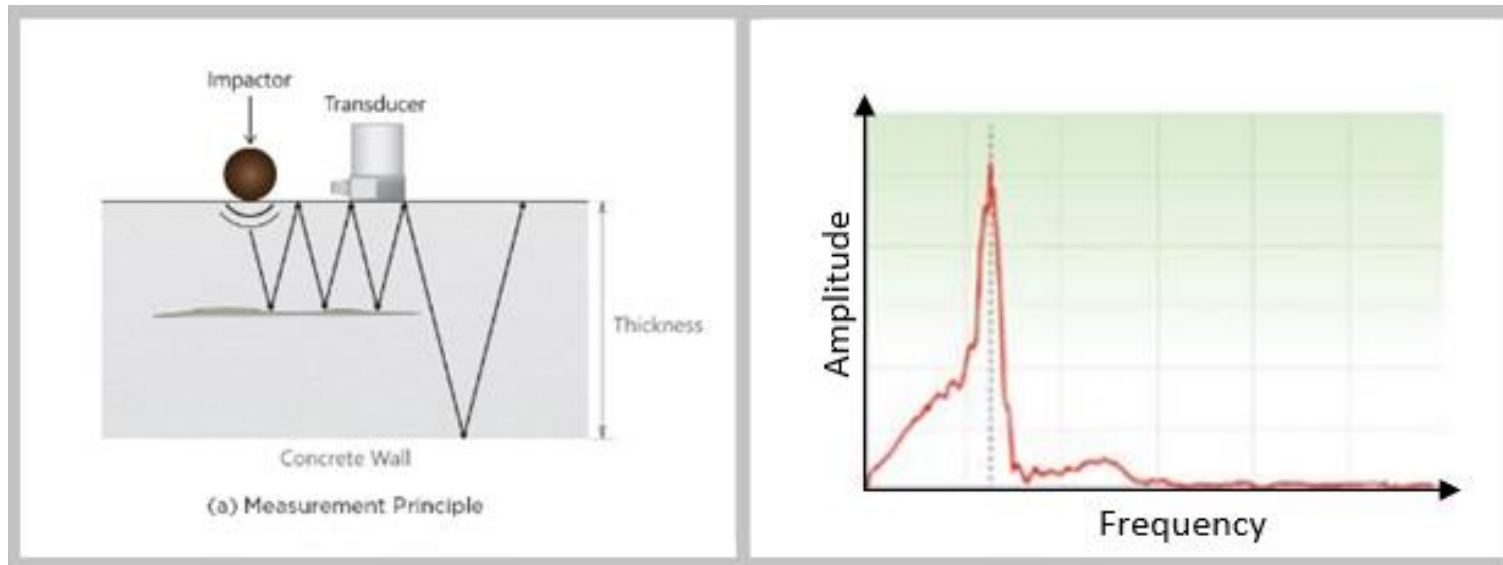 Impactor
Transducer
Thickness
Concrete Wall
(a) Measurement Principle
Amplitude
Frequency